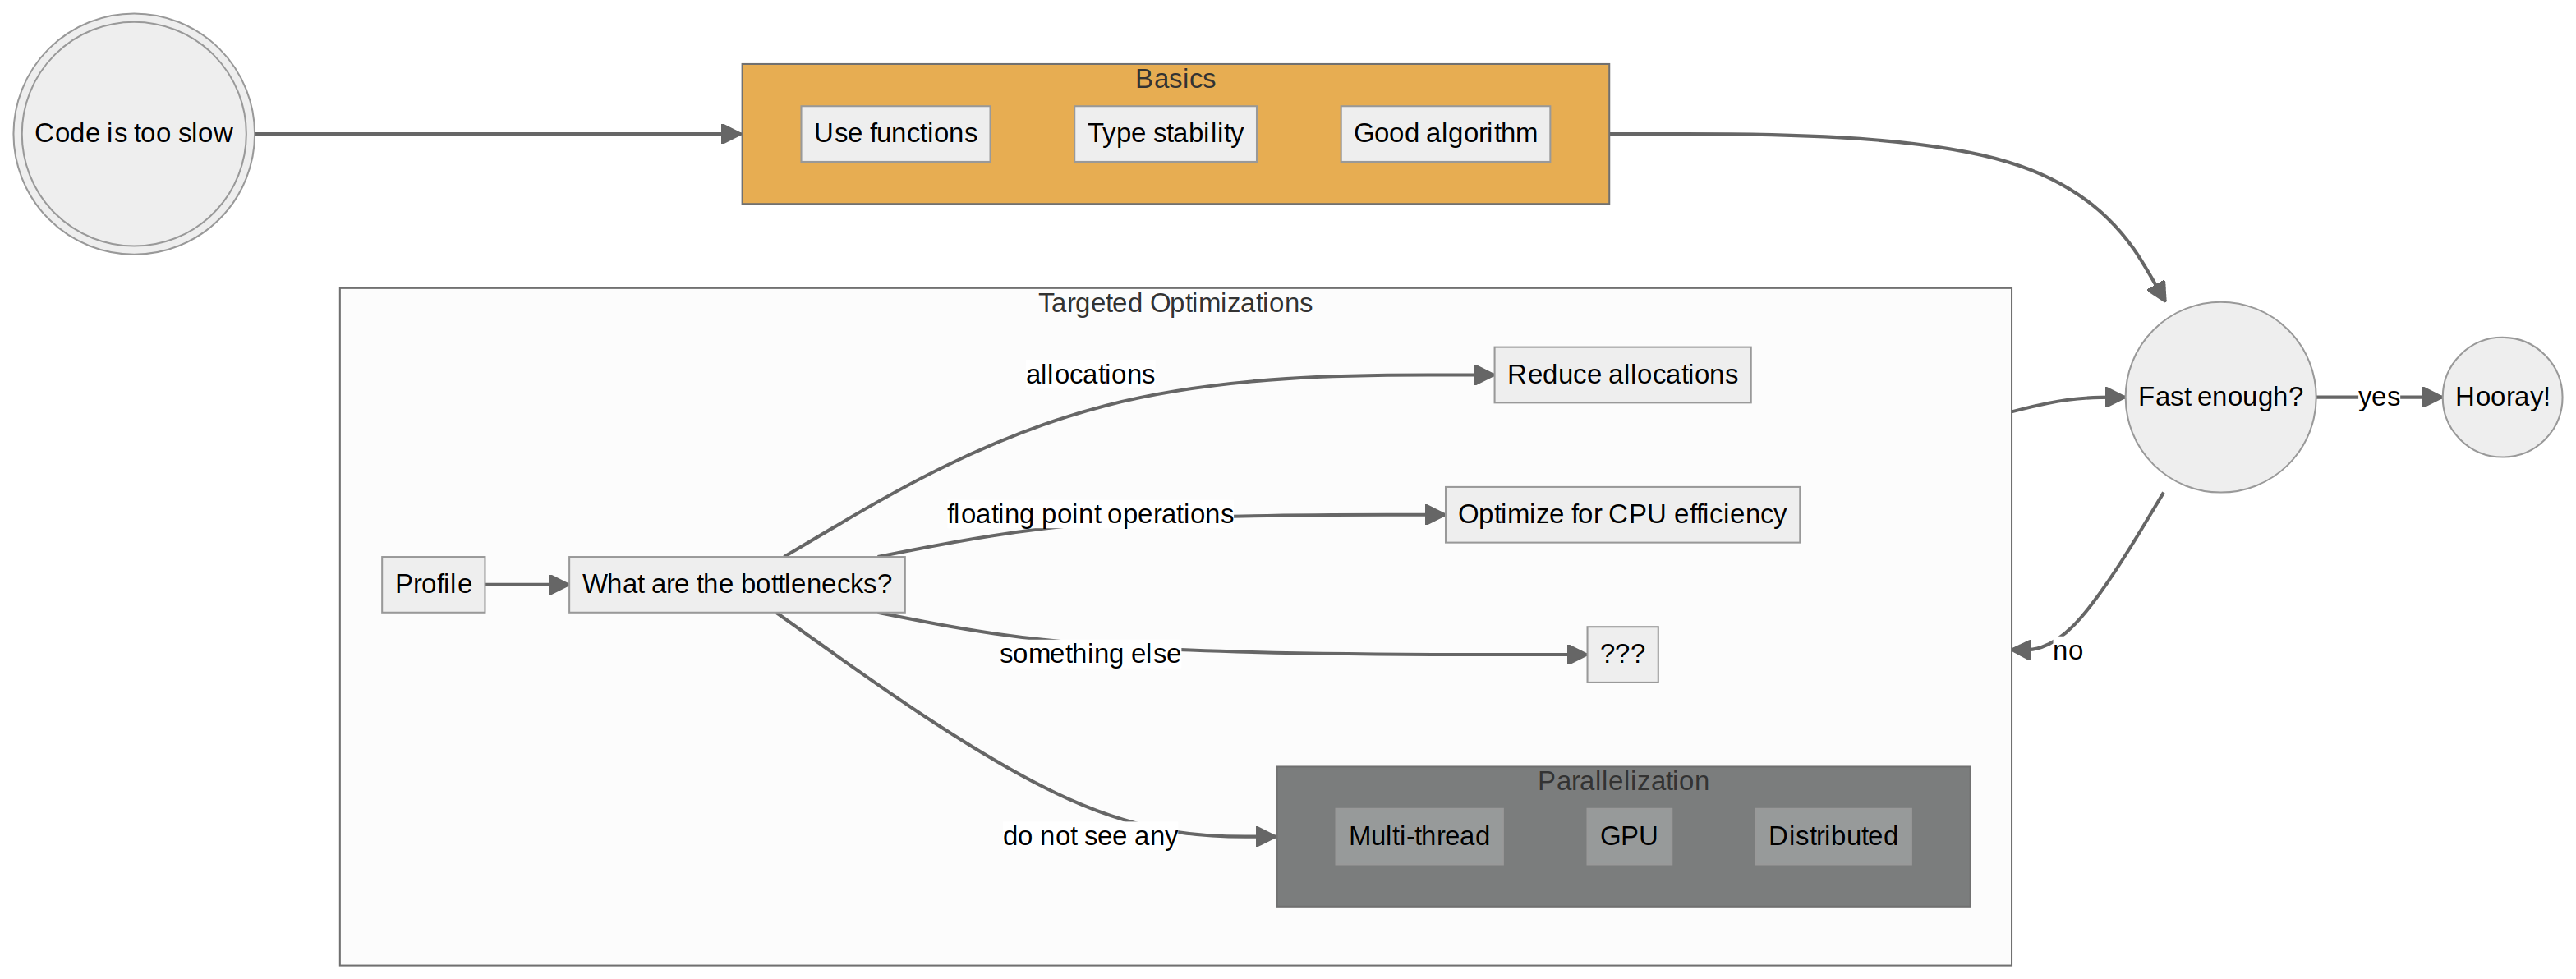 Code is too slow
Basics
Use functions
Type stability
Good algorithm
Targeted Optimizations
allocations
Reduce allocations
Fast enough?
yes
Hooray!
floating point operations
Optimize for CPU efficiency
Profile
What are the bottlenecks?
something else
???
no
Parallelization
do not see any
Multi-thread
GPU
Distributed